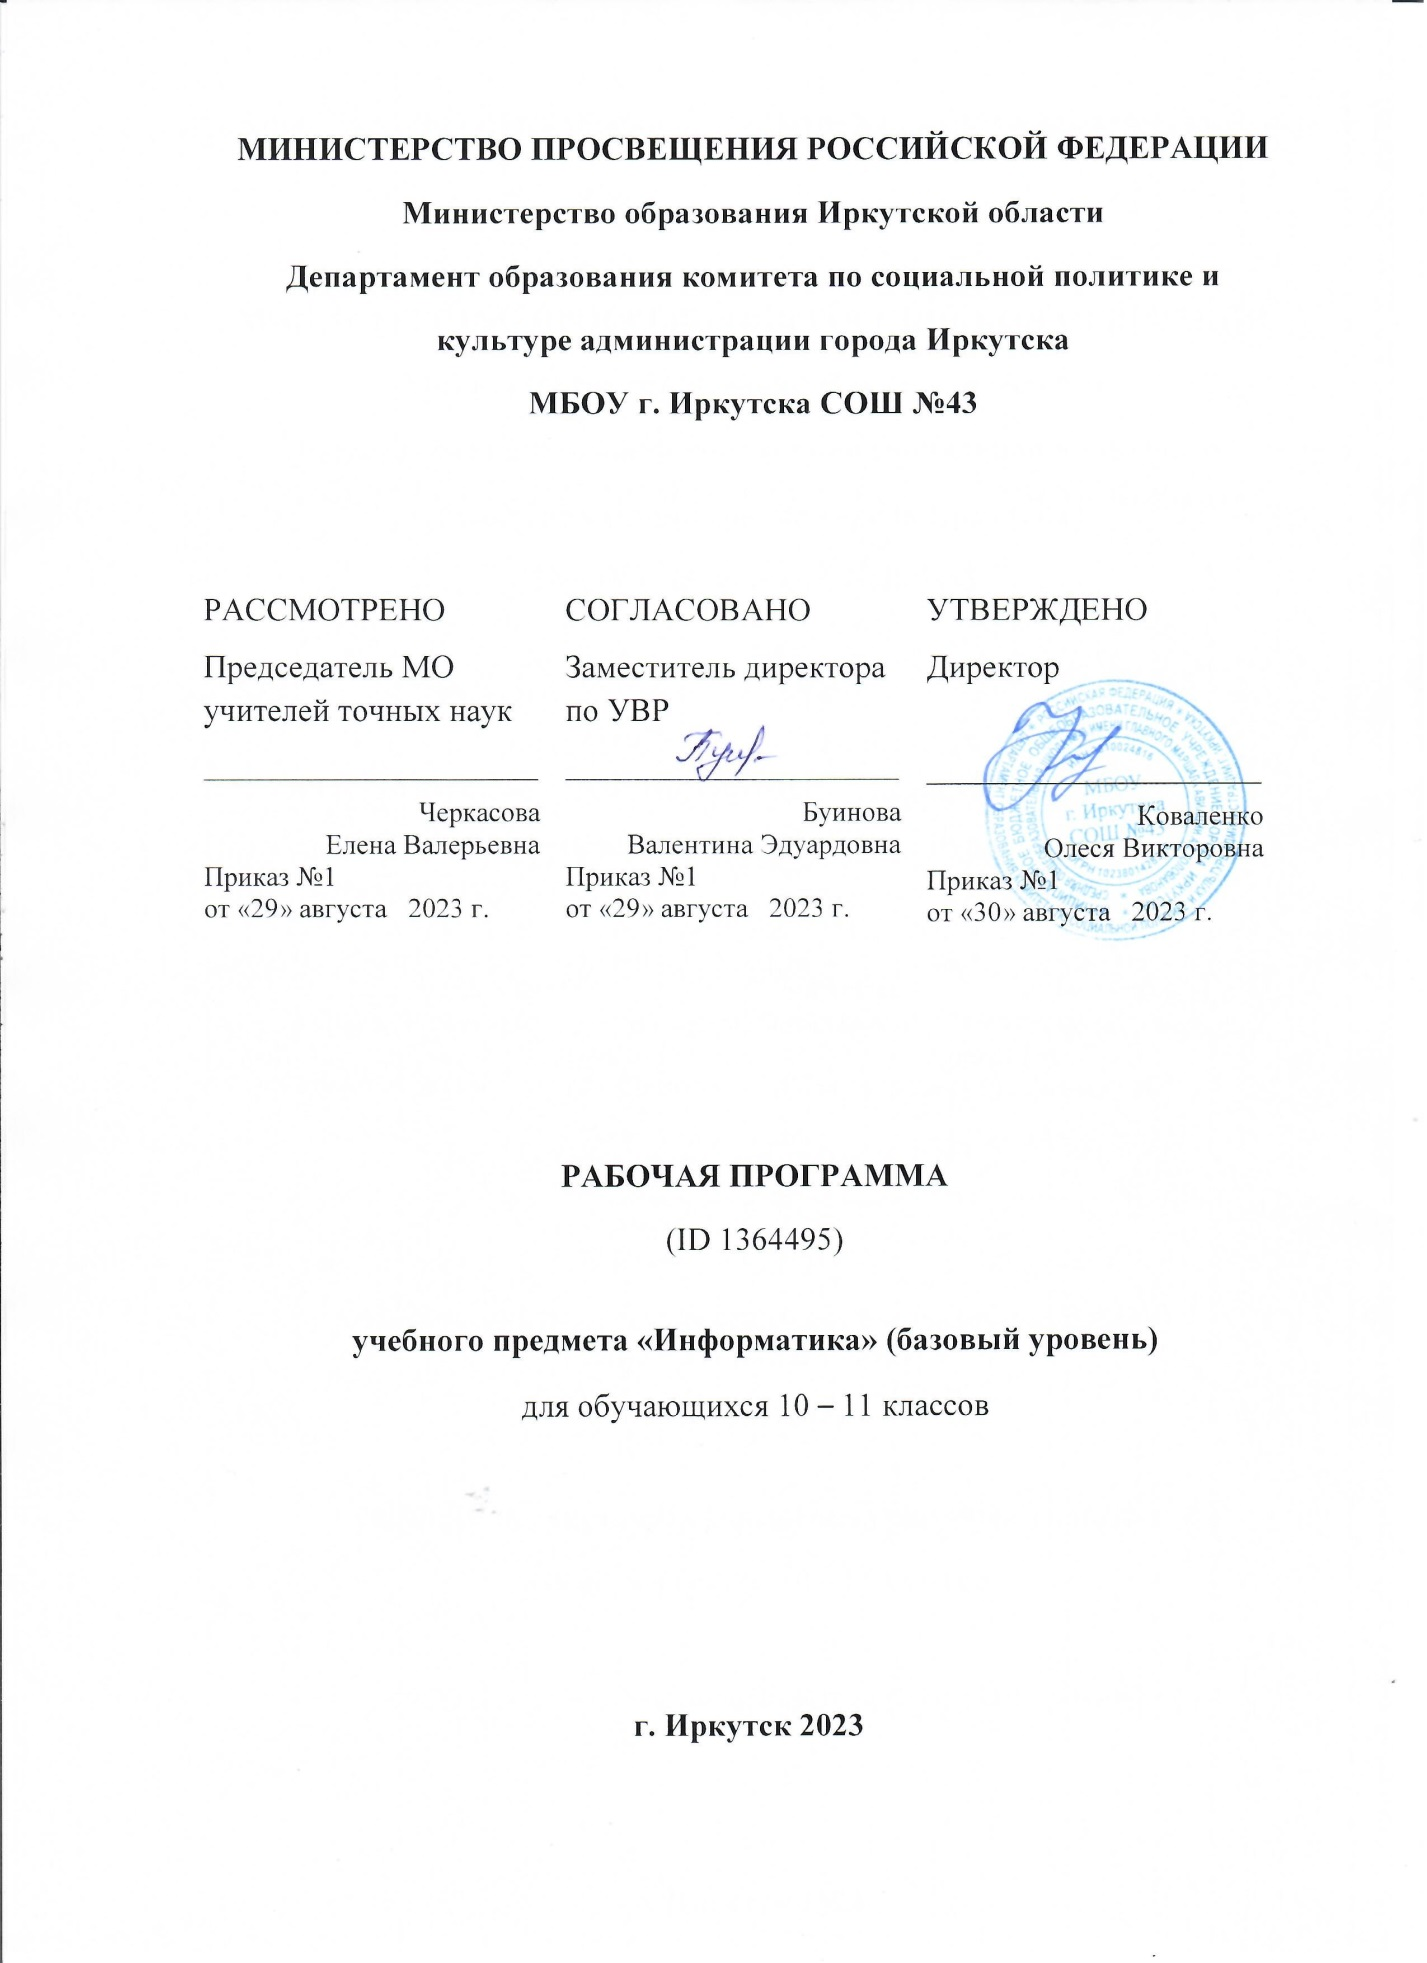 МИНИСТЕРСТВО ПРОСВЕЩЕНИЯ РОССИЙСКОЙ ФЕДЕРАЦИИ
Министерство образования Иркутской области
Департамент образования комитета по социальной политике и
культуре администрации города Иркутска
МБОУ г. Иркутска СОШ №43
РАССМОТРЕНО
Председатель МО
учителей точных наук
Черкасова
Елена Валерьевна
Приказ №1
от «29» августа 2023 г.
СОГЛАСОВАНО
Заместитель директора
по УВР
Буинова
Валентина Эдуардовна
Приказ №1
от «29» августа 2023 г.
УТВЕРЖДЕНО
Директор
МБОУ
г. Иркутска
СОШ №43
Коваленко
Олеся Викторовна
Приказ №1
от «30» августа 2023 г.
РАБОЧАЯ ПРОГРАММА
(ID 1364495)
учебного предмета «Информатика» (базовый уровень)
для обучающихся 10 – 11 классов
г. Иркутск 2023